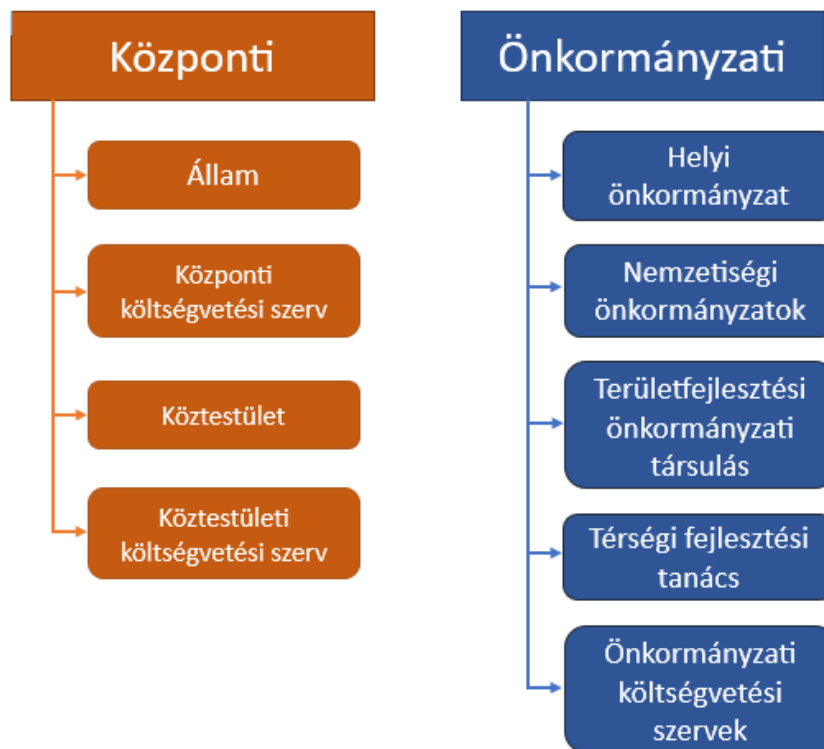 Központi
Állam
Központi
költségvetési szerv
Köztestület
Köztestületi
költségvetési szerv
Önkormányzati
Helyi
önkormányzat
Nemzetiségi
önkormányzatok
Területfejlesztési
önkormányzati
társulás
Térségi fejlesztési
tanács
Önkormányzati
költségvetési
szervek